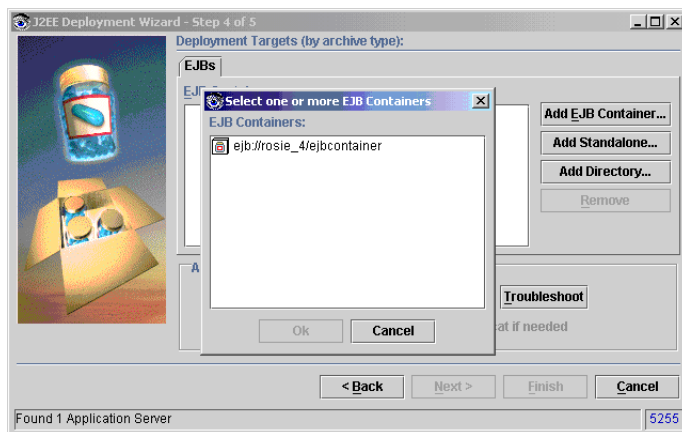 J2EE Deployment Wizard - Step 4 of 5
Deployment Targets (by archive type):
EJBs
Select one or more EJB Containers
EJB Containers:
ejb://rosie_4/ejbcontainer
Ok
Cancel
Add EJB Container...
Add Standalone...
Add Directory...
Remove
A
Troubleshoot
cat if needed
< Back
Next >
Finish
Cancel
Found 1 Application Server
5255